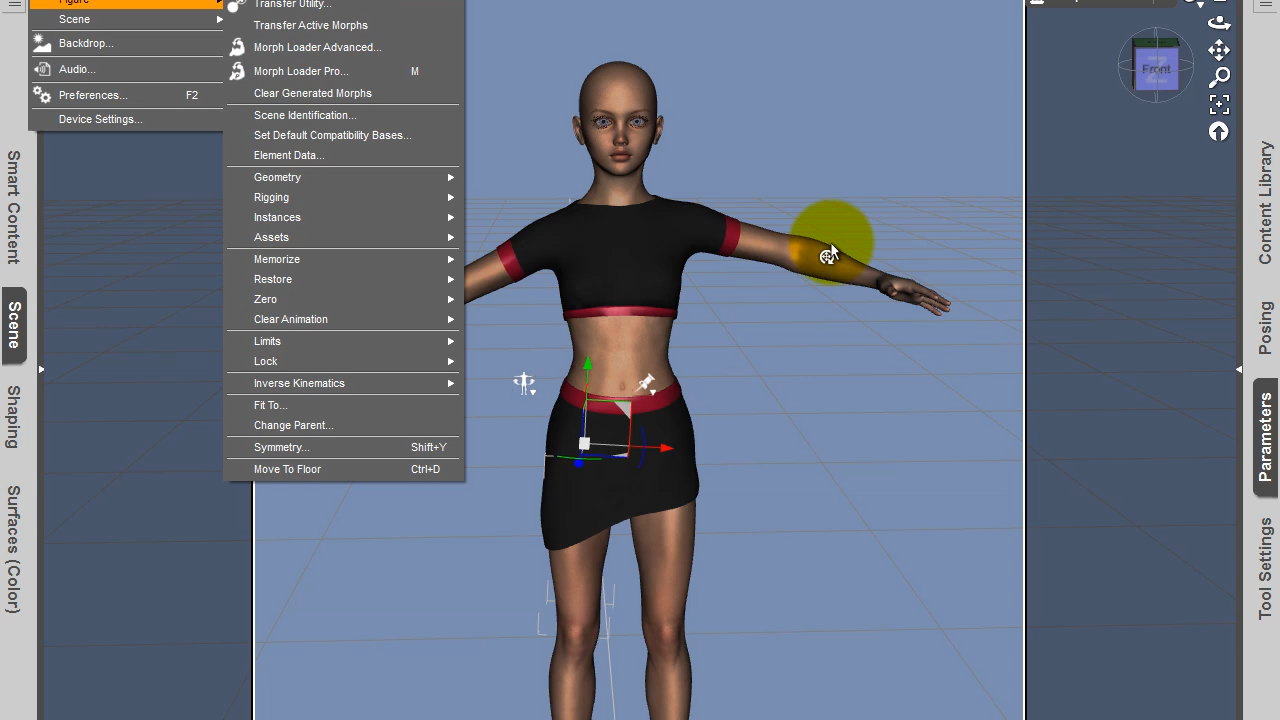 Figure
Scene
Backdrop...
Audio...
Preferences... F2
Device Settings...
Transfer Utility...
Transfer Active Morphs
Morph Loader Advanced...
Morph Loader Pro... M
Clear Generated Morphs
Scene Identification...
Set Default Compatibility Bases...
Element Data...
Geometry
Rigging
Instances
Assets
Memorize
Restore
Zero
Clear Animation
Limits
Lock
Inverse Kinematics
Fit To...
Change Parent...
Symmetry... Shift+Y
Move To Floor Ctrl+D
Smart Content
Scene
Shaping
Surfaces (Color)
Front
Content Library
Posing
Parameters
Tool Settings